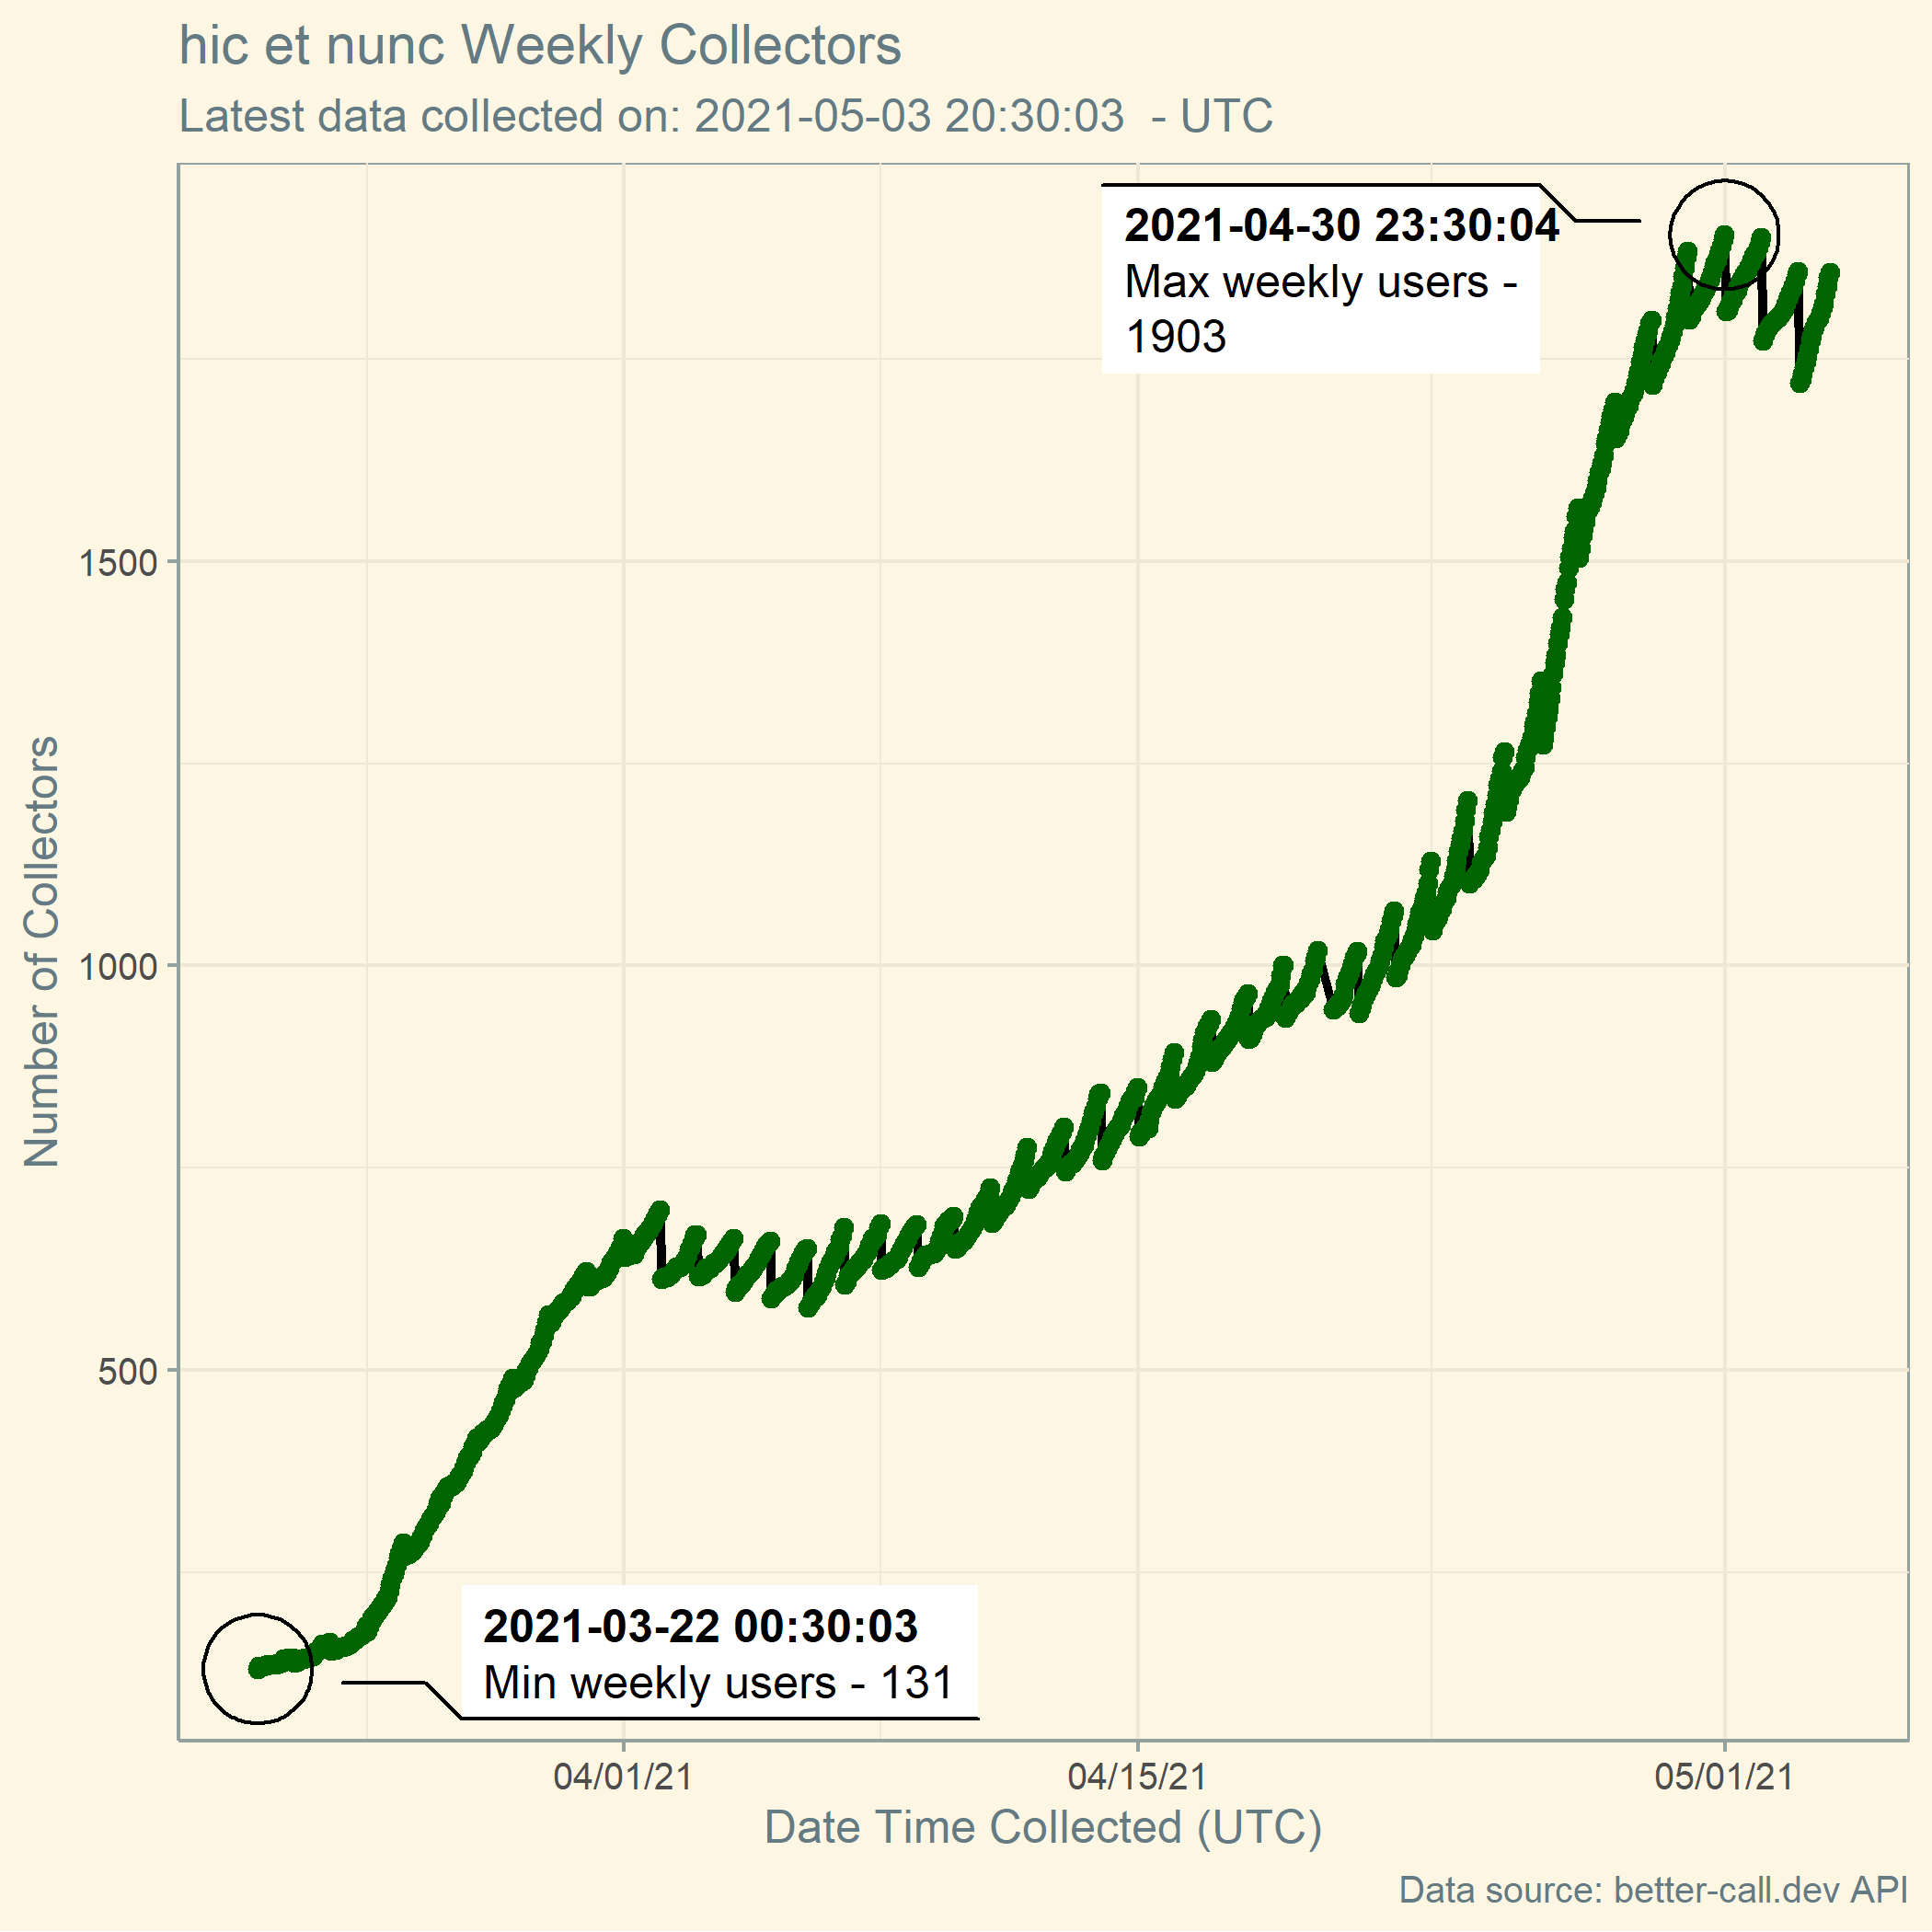 hic et nunc Weekly Collectors
Latest data collected on: 2021-05-03 20:30:03  - UTC
2021-04-30 23:30:04
Max weekly users -
1903
1500
1000
500
Number of Collectors
2021-03-22 00:30:03
Min weekly users - 131
04/01/21
04/15/21
05/01/21
Date Time Collected (UTC)
Data source: better-call.dev API